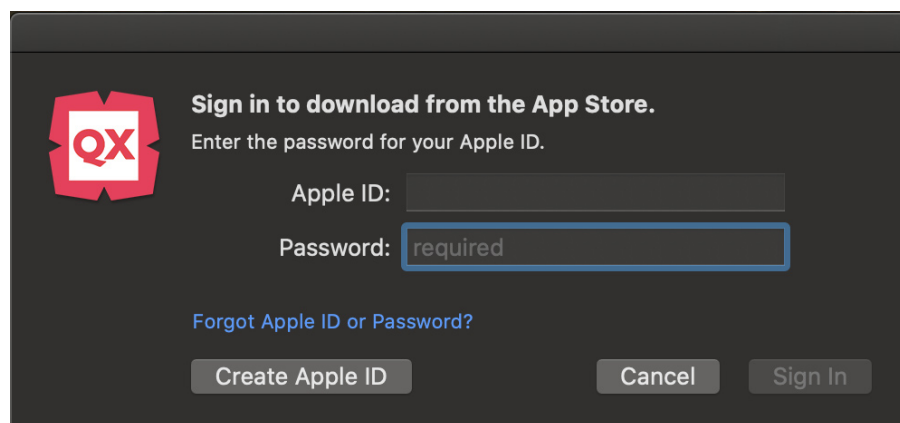 QX
Sign in to download from the App Store.
Enter the password for your Apple ID.
Apple ID:
Password: required
Forgot Apple ID or Password?
Create Apple ID Cancel Sign In